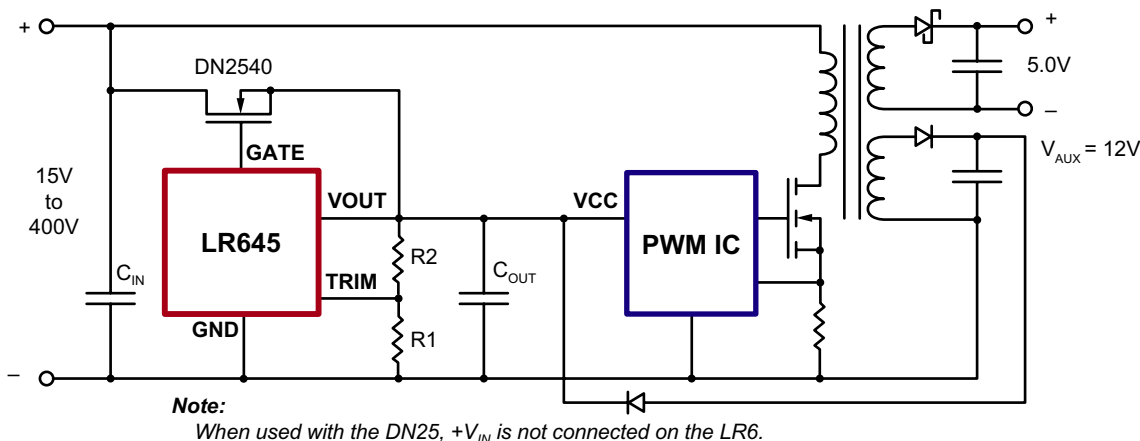 +
DN2540
GATE
15V
to
400V
LR645
VOUT
TRIM
GND
C_IN
R2
R1
C_OUT
VCC
PWM IC
+
5.0V
–
V_AUX = 12V
–
Note:
When used with the DN25, +V_IN is not connected on the LR6.